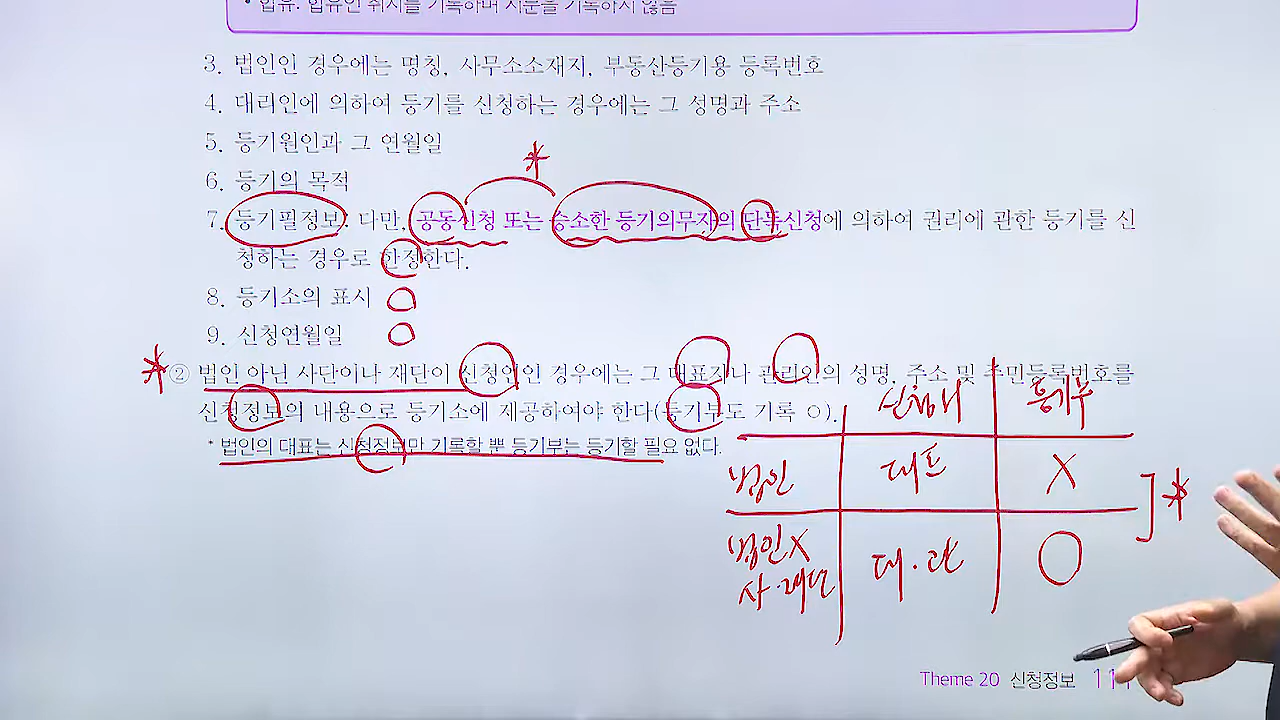 • 합유: 합유인 취지를 기록하며 지분을 기록하지 않음
3. 법인인 경우에는 명칭, 사무소소재지, 부동산등기용 등록번호
4. 대리인에 의하여 등기를 신청하는 경우에는 그 성명과 주소
5. 등기원인과 그 연월일
6. 등기의 목적
7. 등기필정보. 다만, 공동신청 또는 승소한 등기의무자의 단독신청에 의하여 권리에 관한 등기를 신
청하는 경우로 한정한다.
8. 등기소의 표시
9. 신청연월일
② 법인 아닌 사단이나 재단이 신청인인 경우에는 그 대표자나 관리인의 성명, 주소 및 주민등록번호를
신청정보의 내용으로 등기소에 제공하여야 한다(등기부도 기록 ○).
* 법인의 대표는 신청정보만 기록할 뿐 등기부는 등기할 필요 없다.
등기부
법인 대표 X
법인X 대·관 ○
사·재단
Theme 20 신청정보